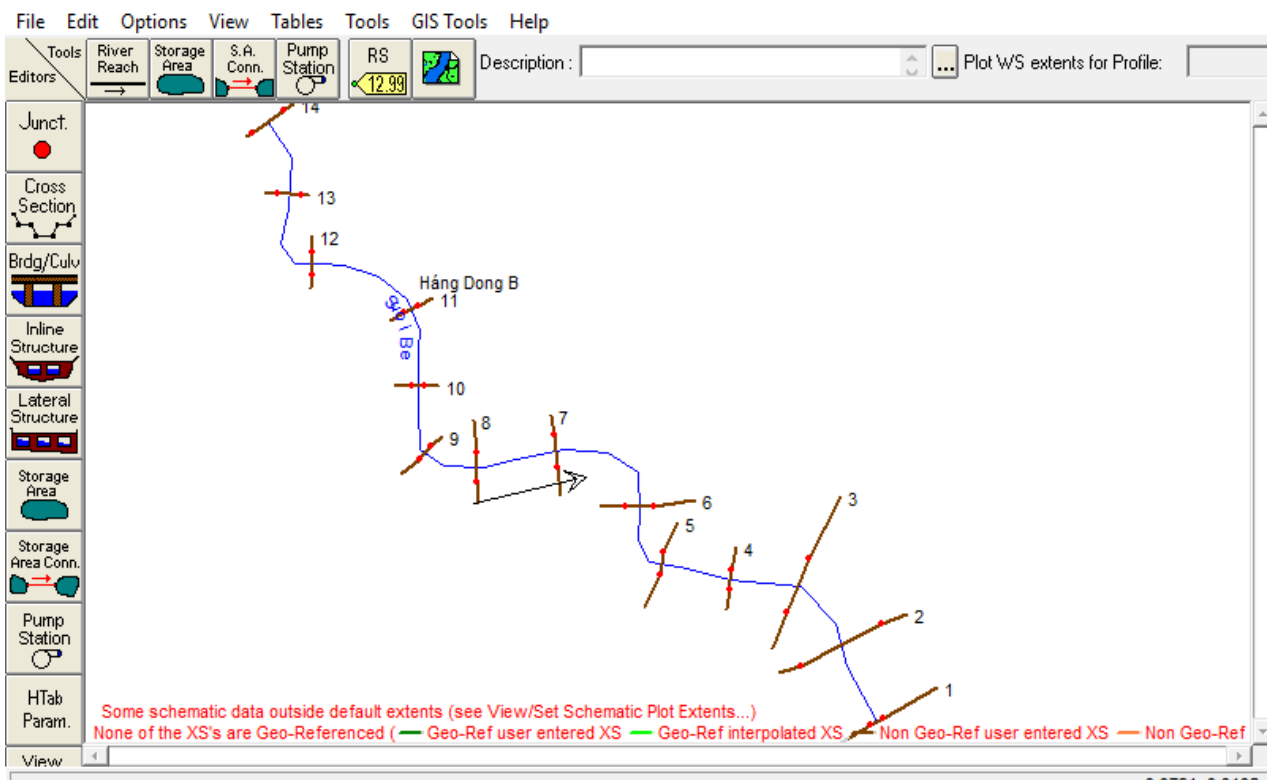 File Edit Options View Tables Tools GIS Tools Help
Tools
Editors
River
Reach
Storage
Area
S.A.
Conn.
Pump
Station
RS
12.99
Description :
...
Plot WS extents for Profile:
Junct.
Cross
Section
Brdg/Culv
Inline
Structure
Lateral
Structure
Storage
Area
Storage
Area Conn.
Pump
Station
HTab
Param.
View
14
13
12
Háng Dong B
11
Be
10
9
8
7
6
5
4
3
2
1
Some schematic data outside default extents (see View/Set Schematic Plot Extents...)
None of the XS's are Geo-Referenced ( Geo-Ref user entered XS Geo-Ref interpolated XS Non Geo-Ref user entered XS Non Geo-Ref